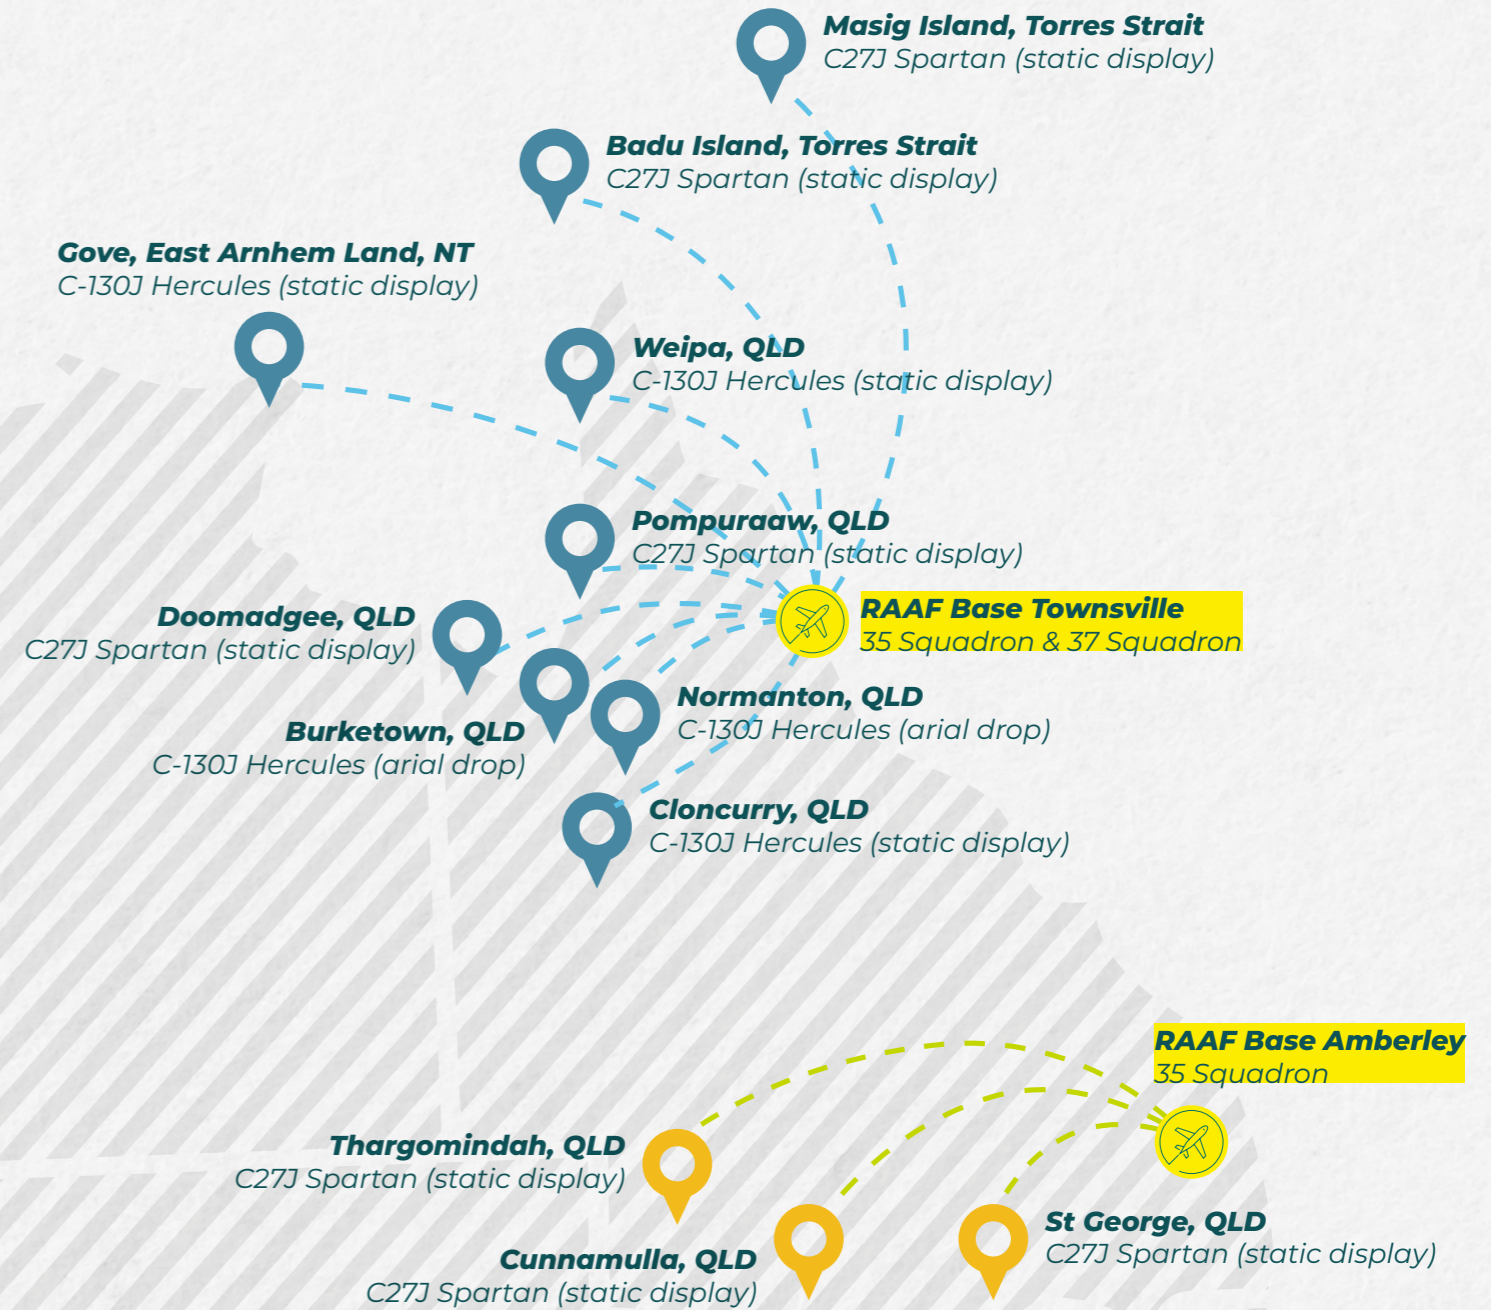 Masig Island, Torres Strait
C27J Spartan (static display)
Badu Island, Torres Strait
C27J Spartan (static display)
Gove, East Arnhem Land, NT
C-130J Hercules (static display)
Weipa, QLD
C-130J Hercules (static display)
Pompuraaw, QLD
C27J Spartan (static display)
RAAF Base Townsville
35 Squadron & 37 Squadron
Doomadgee, QLD
C27J Spartan (static display)
Normanton, QLD
C-130J Hercules (arial drop)
Burketown, QLD
C-130J Hercules (arial drop)
Cloncurry, QLD
C-130J Hercules (static display)
RAAF Base Amberley
35 Squadron
Thargomindah, QLD
C27J Spartan (static display)
St George, QLD
C27J Spartan (static display)
Cunnamulla, QLD
C27J Spartan (static display)